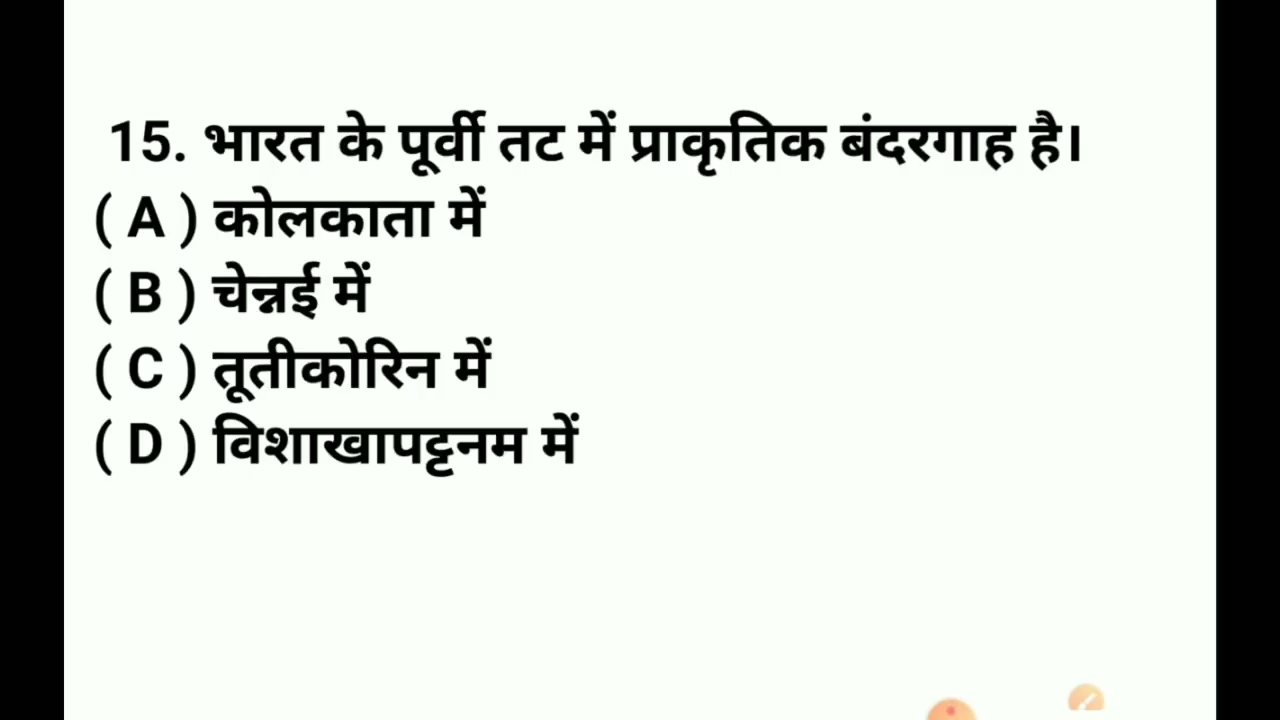 15. भारत के पूर्वी तट में प्राकृतिक बंदरगाह है।
( A ) कोलकाता में
( B ) चेन्नई में
( C ) तूतीकोरिन में
( D ) विशाखापट्टनम में